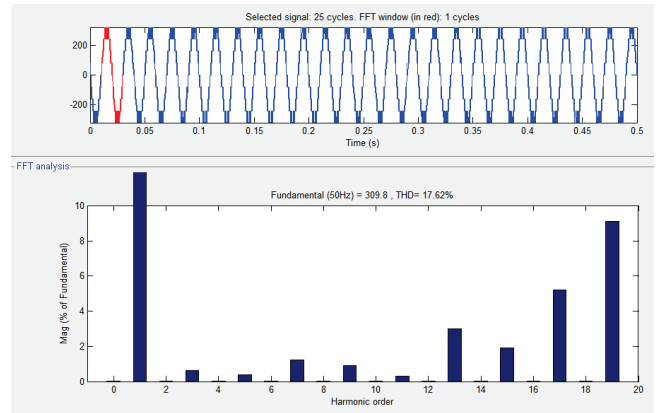 Selected signal: 25 cycles. FFT window (in red): 1 cycles
200
0
-200
0 0.05 0.1 0.15 0.2 0.25 0.3 0.35 0.4 0.45 0.5
Time (s)
FFT analysis
Fundamental (50Hz) = 309.8 , THD= 17.62%
10
8
6
4
2
0
Mag (% of Fundamental)
0 2 4 6 8 10 12 14 16 18 20
Harmonic order